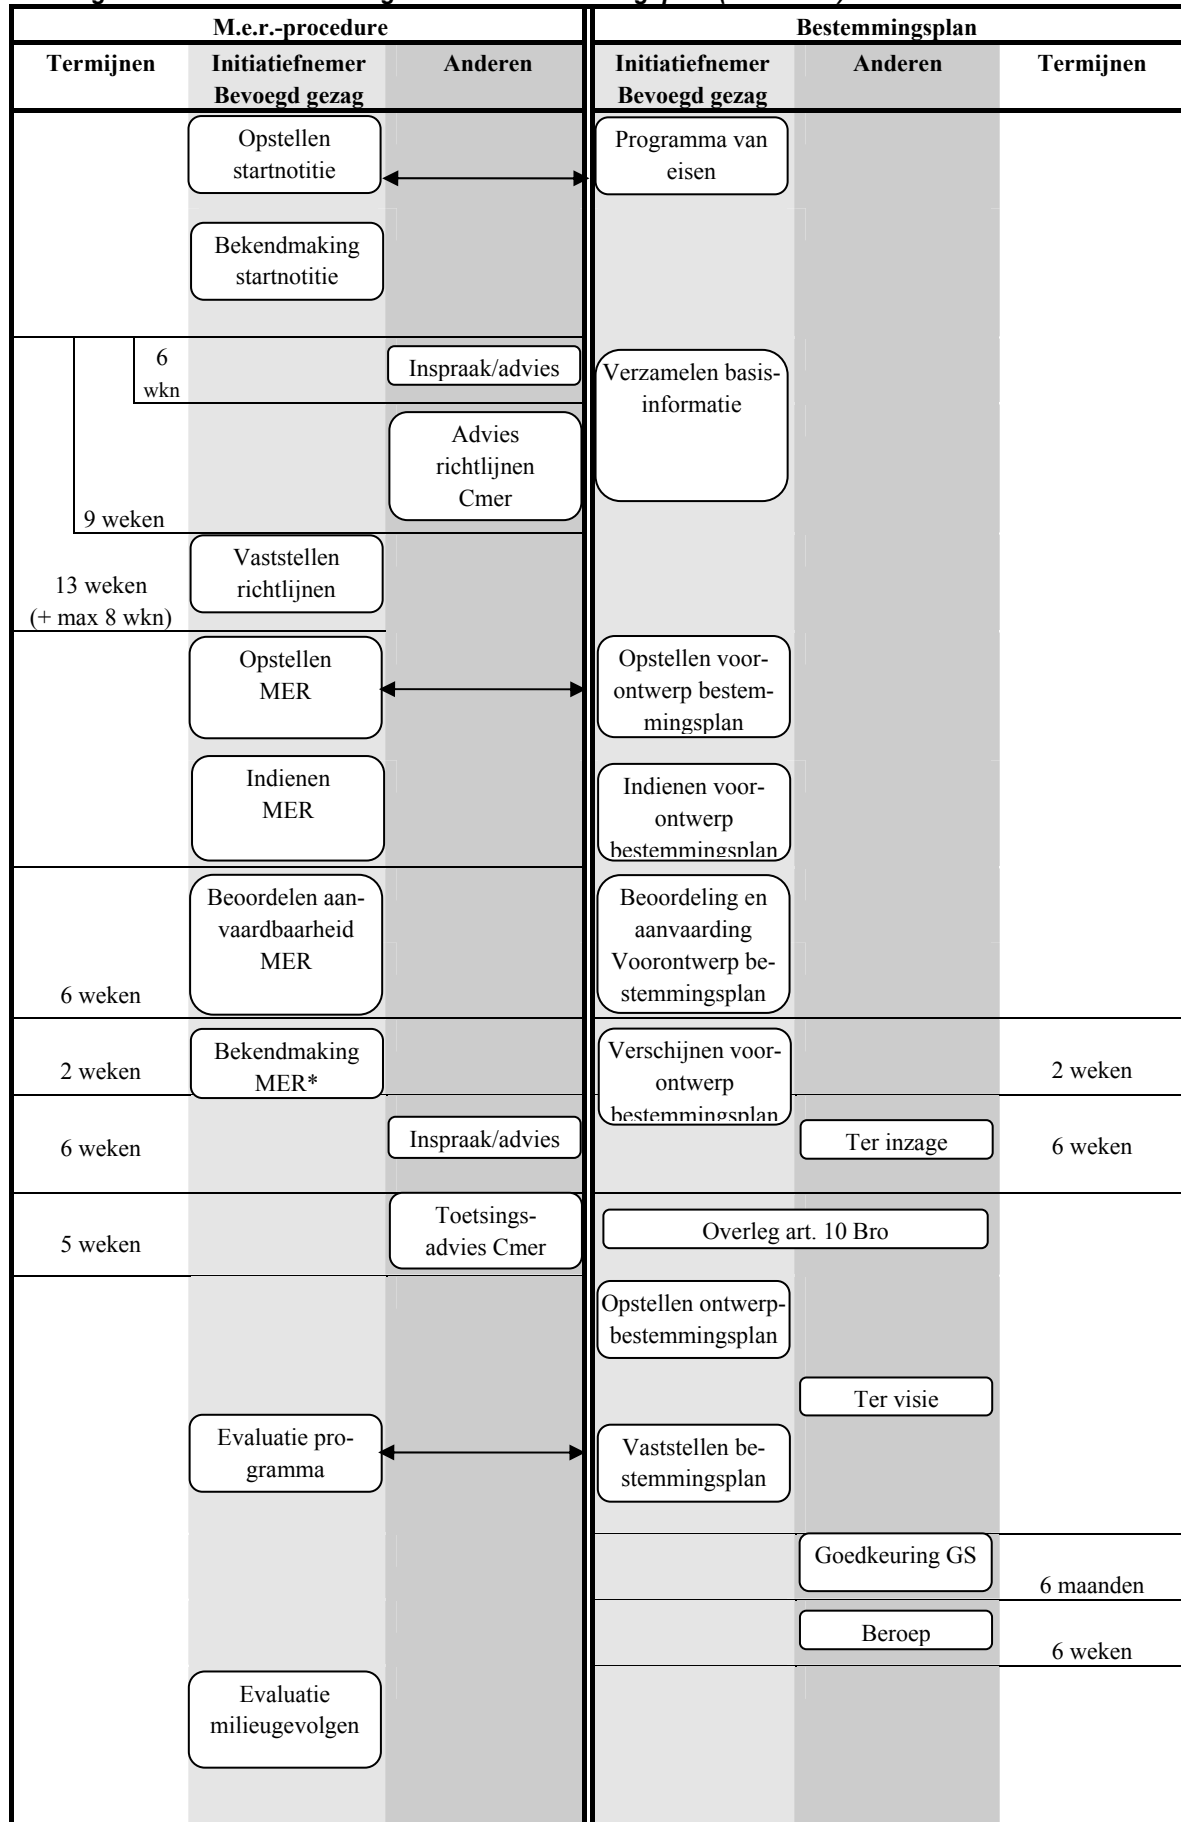 M.e.r.-procedure Bestemmingsplan
Termijnen Initiatiefnemer Anderen Initiatiefnemer Anderen Termijnen
Bevoegd gezag Bevoegd gezag
Opstellen
startnotitie
Programma van
eisen
Bekendmaking
startnotitie
6
wkn
Inspraak/advies
Verzamelen basis-
informatie
Advies
richtlijnen
Cmer
9 weken
Vaststellen
richtlijnen
13 weken
(+ max 8 wkn)
Opstellen
MER
Opstellen voor-
ontwerp bestem-
mingsplan
Indienen
MER
Indienen voor-
ontwerp
bestemmingsplan
Beoordelen aan-
vaardbaarheid
MER
Beoordeling en
aanvaarding
Voorontwerp be-
stemmingsplan
6 weken
2 weken
Bekendmaking
MER*
Verschijnen voor-
ontwerp
bestemmingsplan
2 weken
6 weken
Inspraak/advies
Ter inzage
6 weken
5 weken
Toetsings-
advies Cmer
Overleg art. 10 Bro
Opstellen ontwerp-
bestemmingsplan
Ter visie
Evaluatie pro-
gramma
Vaststellen be-
stemmingsplan
Goedkeuring GS
6 maanden
Beroep
6 weken
Evaluatie
milieugevolgen